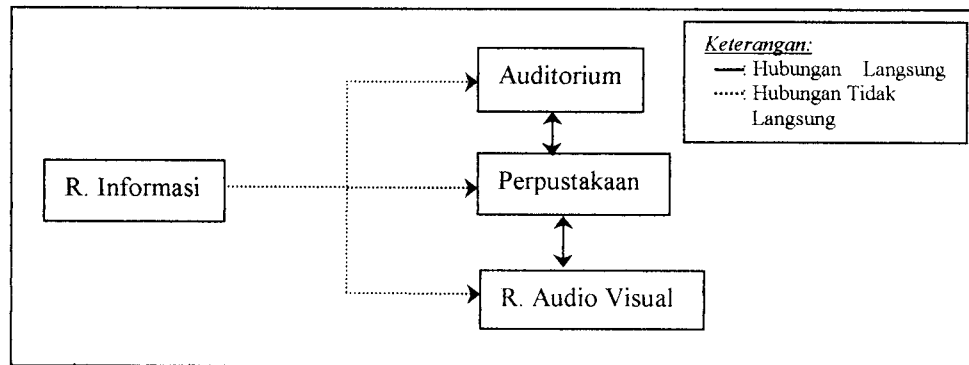 Auditorium
Keterangan:
: Hubungan Langsung
: Hubungan Tidak
Langsung
R. Informasi
Perpustakaan
R. Audio Visual